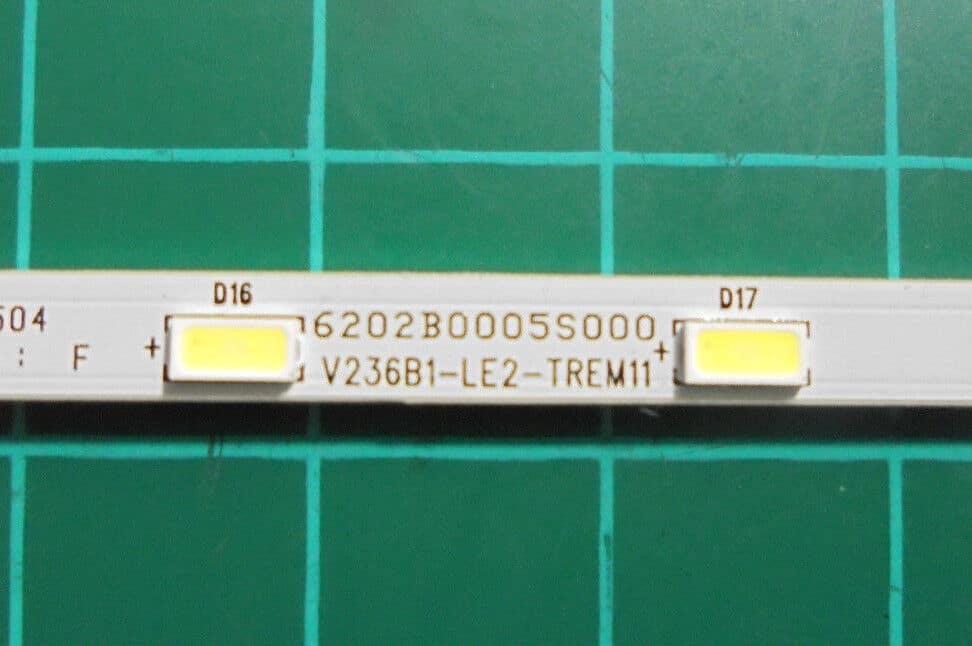 D16
D17
504
: F
+
6202B0005S000
V236B1-LE2-TREM11
+